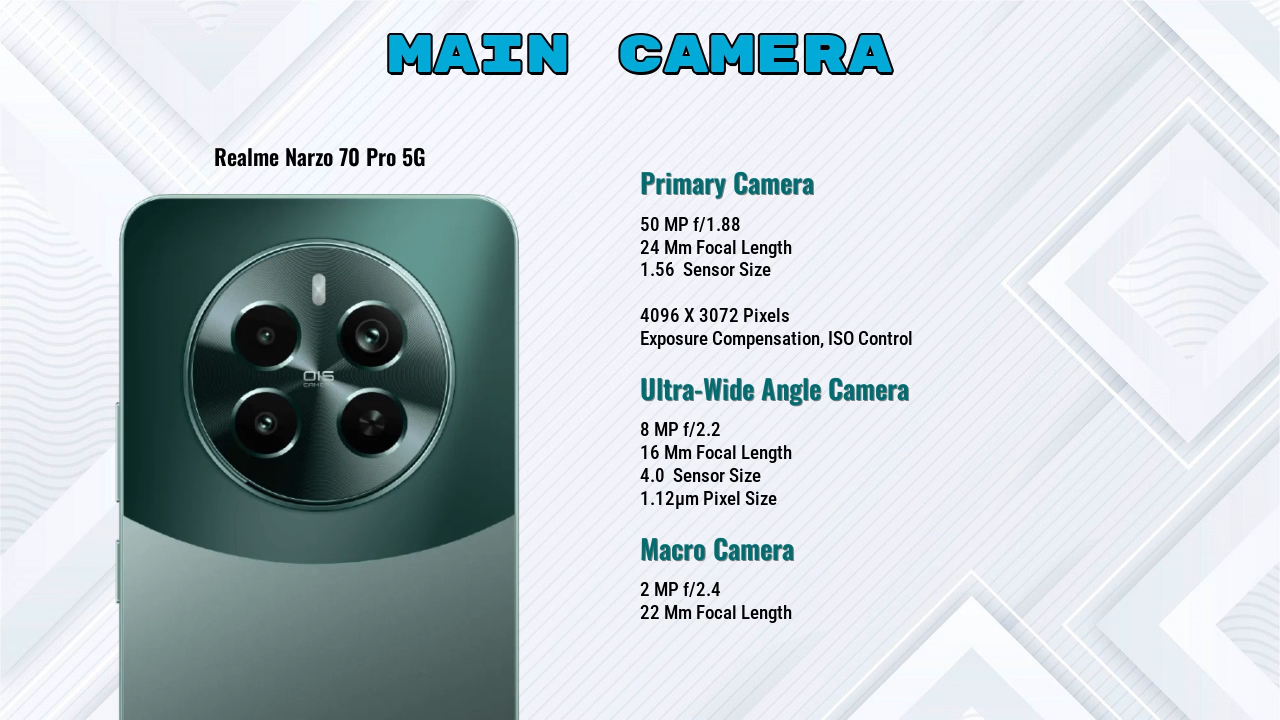 MAIN CAMERA
Realme Narzo 70 Pro 5G
Primary Camera
50 MP f/1.88
24 Mm Focal Length
1.56  Sensor Size
4096 X 3072 Pixels
Exposure Compensation, ISO Control
Ultra-Wide Angle Camera
8 MP f/2.2
16 Mm Focal Length
4.0  Sensor Size
1.12µm Pixel Size
Macro Camera
2 MP f/2.4
22 Mm Focal Length
OIS
CAMERA